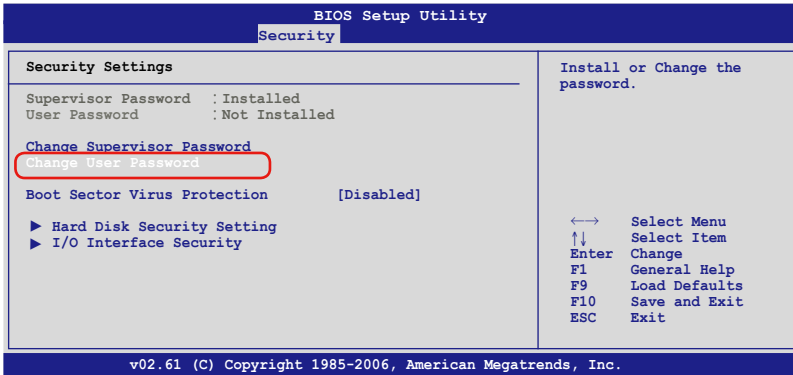 BIOS Setup Utility
Security
Security Settings
Supervisor Password : Installed
User Password : Not Installed
Change Supervisor Password
Change User Password
Boot Sector Virus Protection [Disabled]
▶ Hard Disk Security Setting
▶ I/O Interface Security
Install or Change the
password.
←→ Select Menu
↑↓ Select Item
Enter Change
F1 General Help
F9 Load Defaults
F10 Save and Exit
ESC Exit
v02.61 (C) Copyright 1985-2006, American Megatrends, Inc.